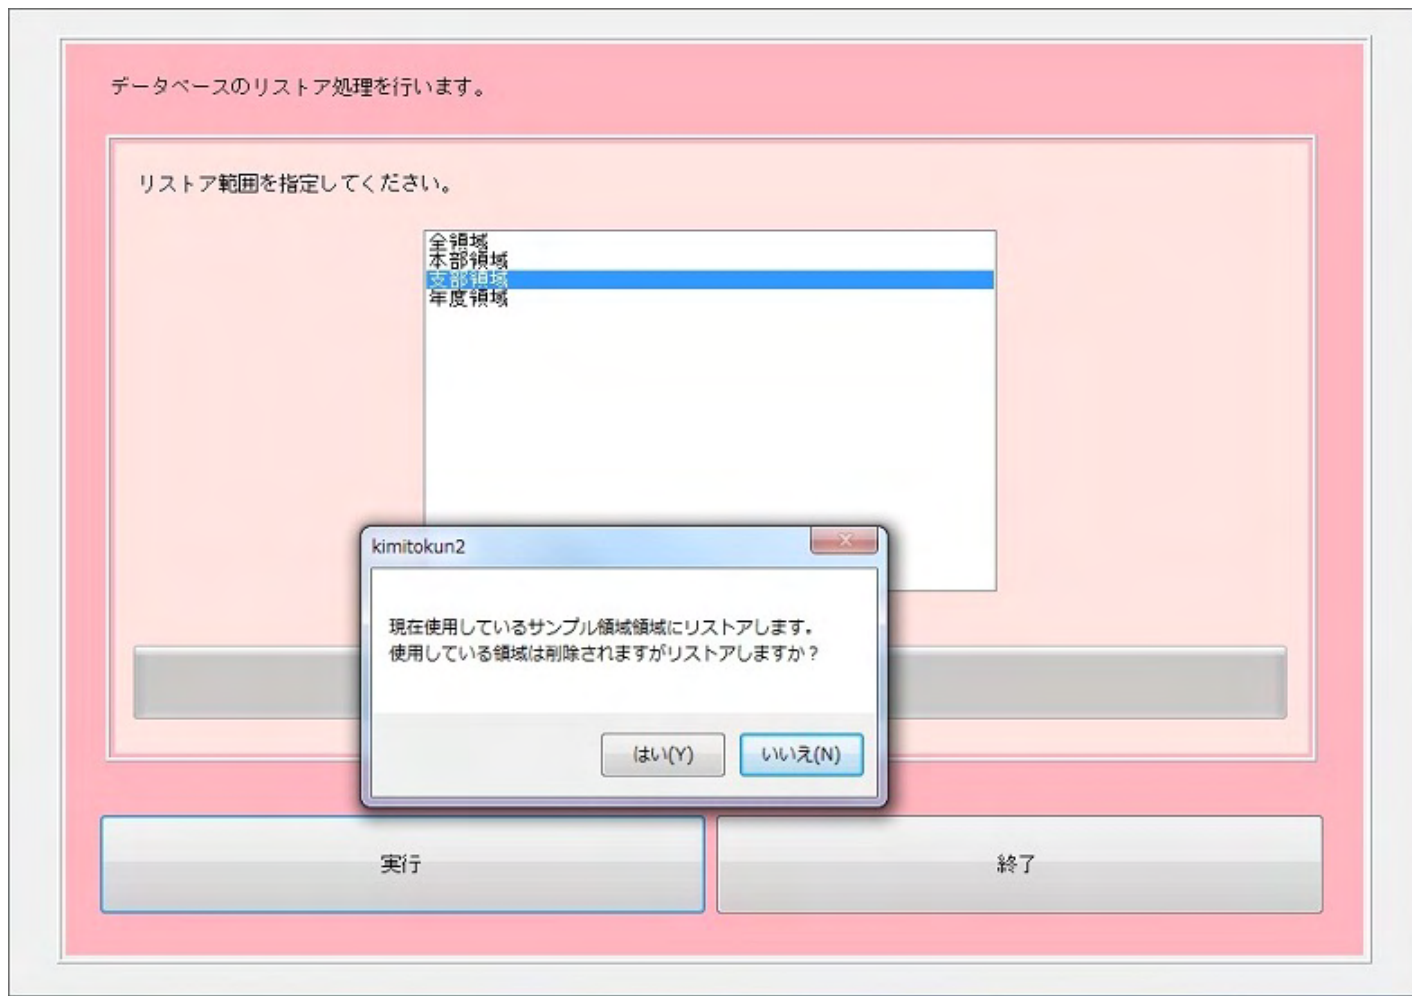 データベースのリストア処理を行います。
リストア範囲を指定してください。
全領域
本部領域
支部領域
年度領域
kimitokun2
現在使用しているサンプル領域領域にリストアします。
使用している領域は削除されますがリストアしますか？
はい(Y)
いいえ(N)
実行
終了